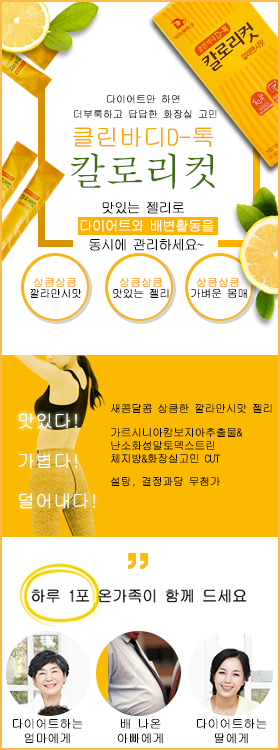 칼로리컷
깔라만시맛
다이어트만 하면
더부룩하고 답답한 화장실 고민
클린바디D-톡
칼로리컷
맛있는 젤리로
다이어트와 배변활동을
동시에 관리하세요~
상큼상큼
깔라만시맛
상큼상큼
맛있는 젤리
상큼상큼
가벼운 몸매
맛있다!
가볍다!
덜어내다!
새콤달콤 상큼한 깔라만시맛 젤리
가르시니아캄보지아추출물&
난소화성말토덱스트린
체지방&화장실고민 CUT
설탕, 결정과당 무첨가
”
하루 1포 온가족이 함께 드세요
다이어트하는
엄마에게
배 나온
아빠에게
다이어트하는
딸에게